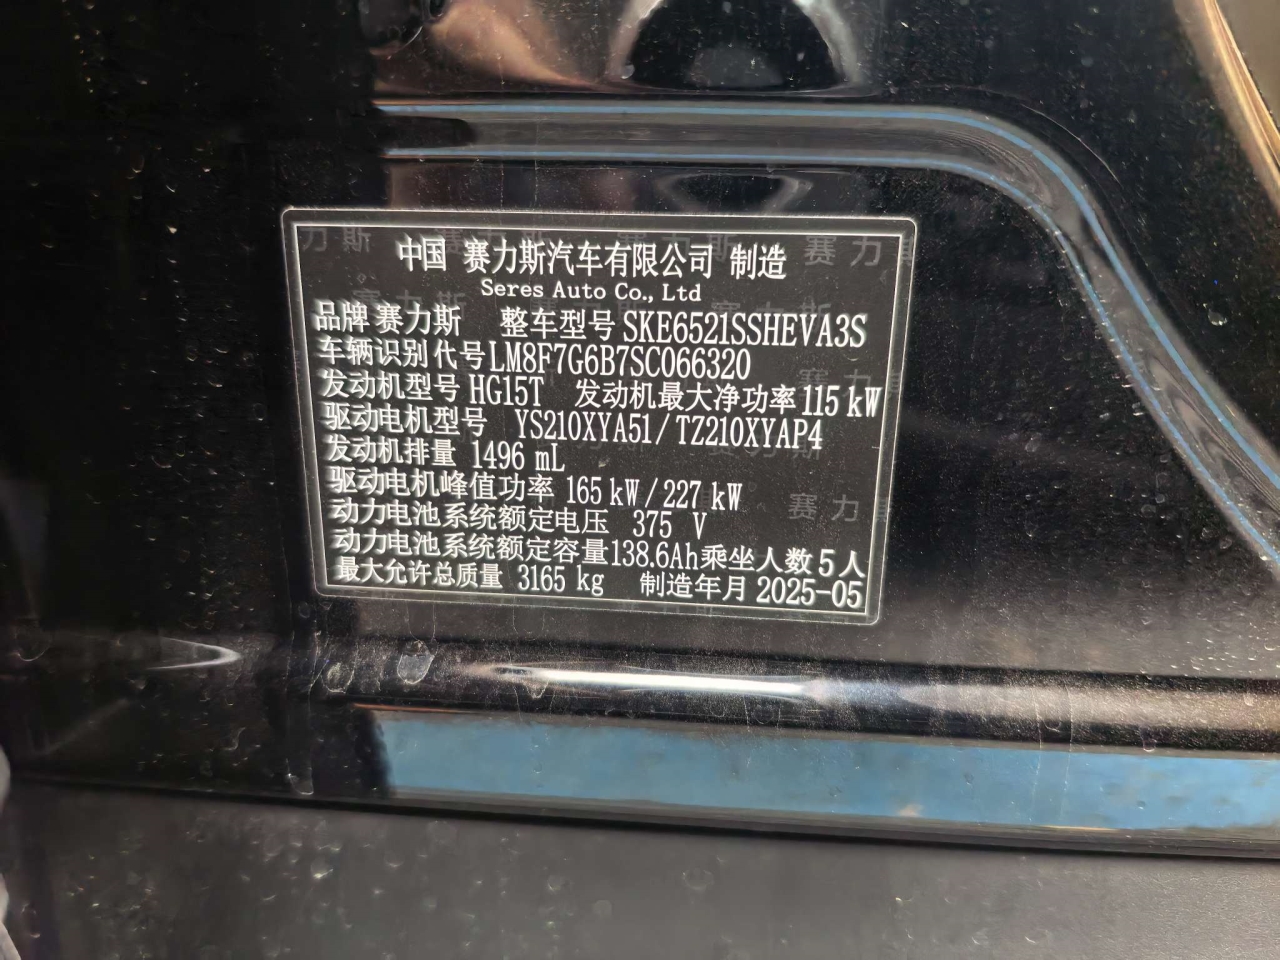 中国 赛力斯汽车有限公司 制造
Seres Auto Co., Ltd
品牌 赛力斯 整车型号 SKE6521SSHEVA3S
车辆识别代号 LM8F7G6B7SC066320
发动机型号 HG15T 发动机最大净功率 115 kW
驱动电机型号 YS210XYA51 / TZ210XYAP4
发动机排量 1496 mL
驱动电机峰值功率 165 kW / 227 kW
动力电池系统额定电压 375 V
动力电池系统额定容量 138.6Ah 乘坐人数 5 人
最大允许总质量 3165 kg 制造年月 2025-05